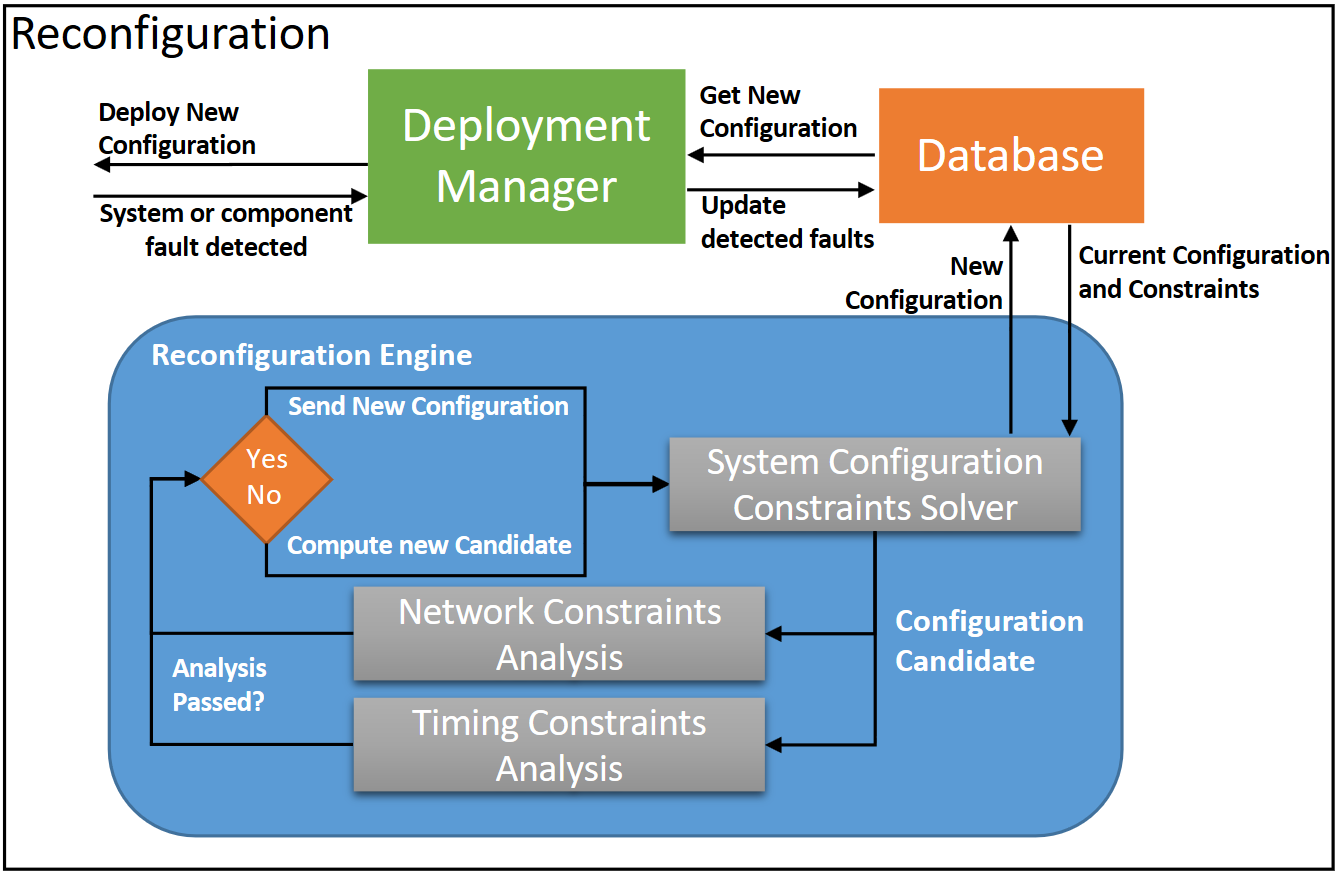 Reconfiguration
Deploy New
Configuration
System or component
fault detected
Deployment
Manager
Get New
Configuration
Update
detected faults
Database
New
Configuration
Current Configuration
and Constraints
Reconfiguration Engine
Send New Configuration
Yes
No
Compute new Candidate
System Configuration
Constraints Solver
Network Constraints
Analysis
Configuration
Candidate
Analysis
Passed?
Timing Constraints
Analysis